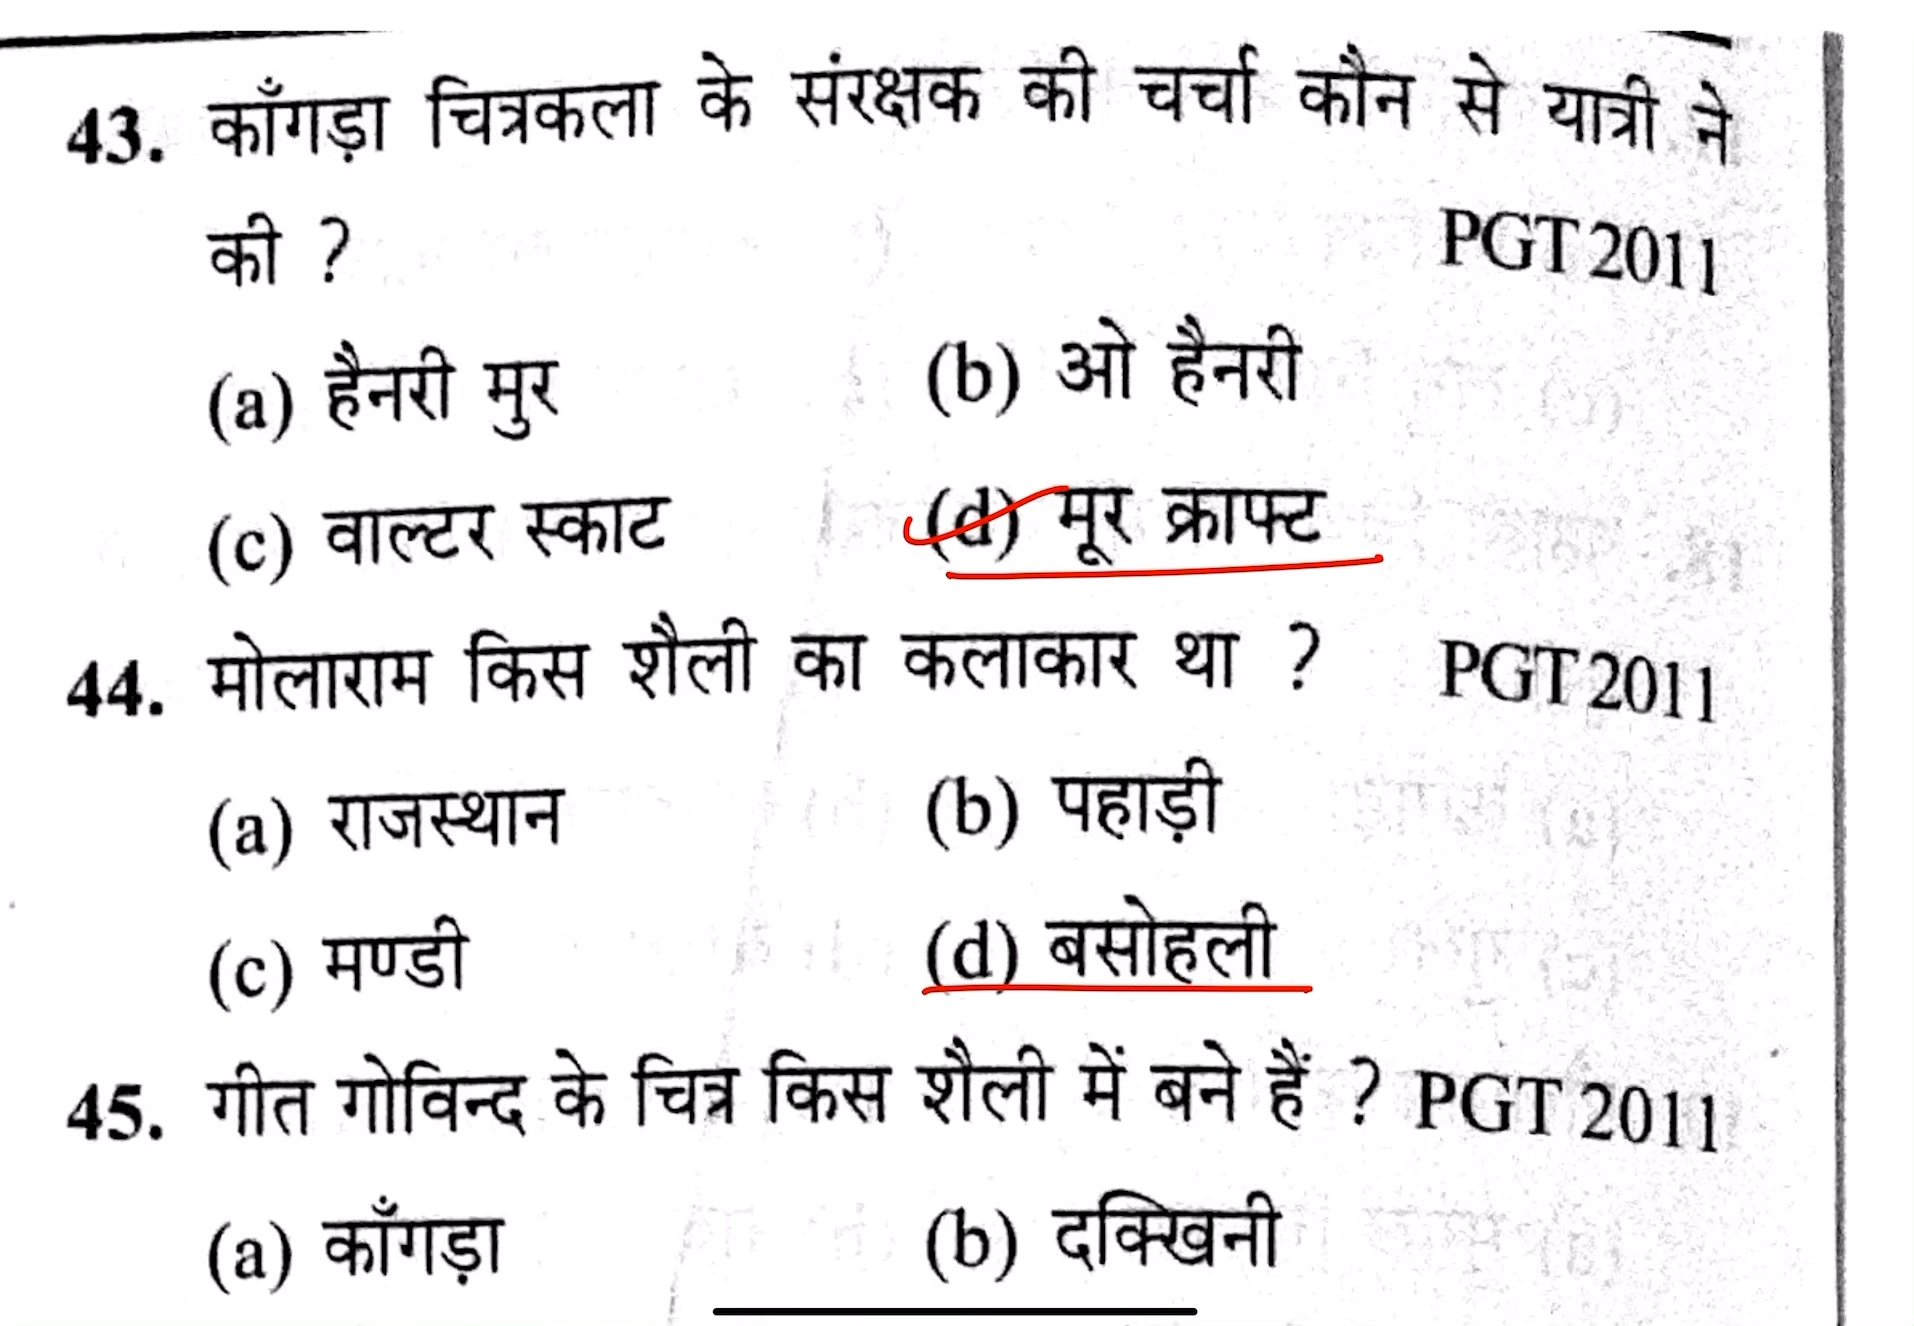 43. काँगड़ा चित्रकला के संरक्षक की चर्चा कौन से यात्री ने
की ? PGT 2011
(a) हैनरी मुर (b) ओ हैनरी
(c) वाल्टर स्काट (d) मूर क्राफ्ट
44. मोलाराम किस शैली का कलाकार था ? PGT 2011
(a) राजस्थान (b) पहाड़ी
(c) मण्डी (d) बसोहली
45. गीत गोविन्द के चित्र किस शैली में बने हैं ? PGT 2011
(a) काँगड़ा (b) दक्खिनी